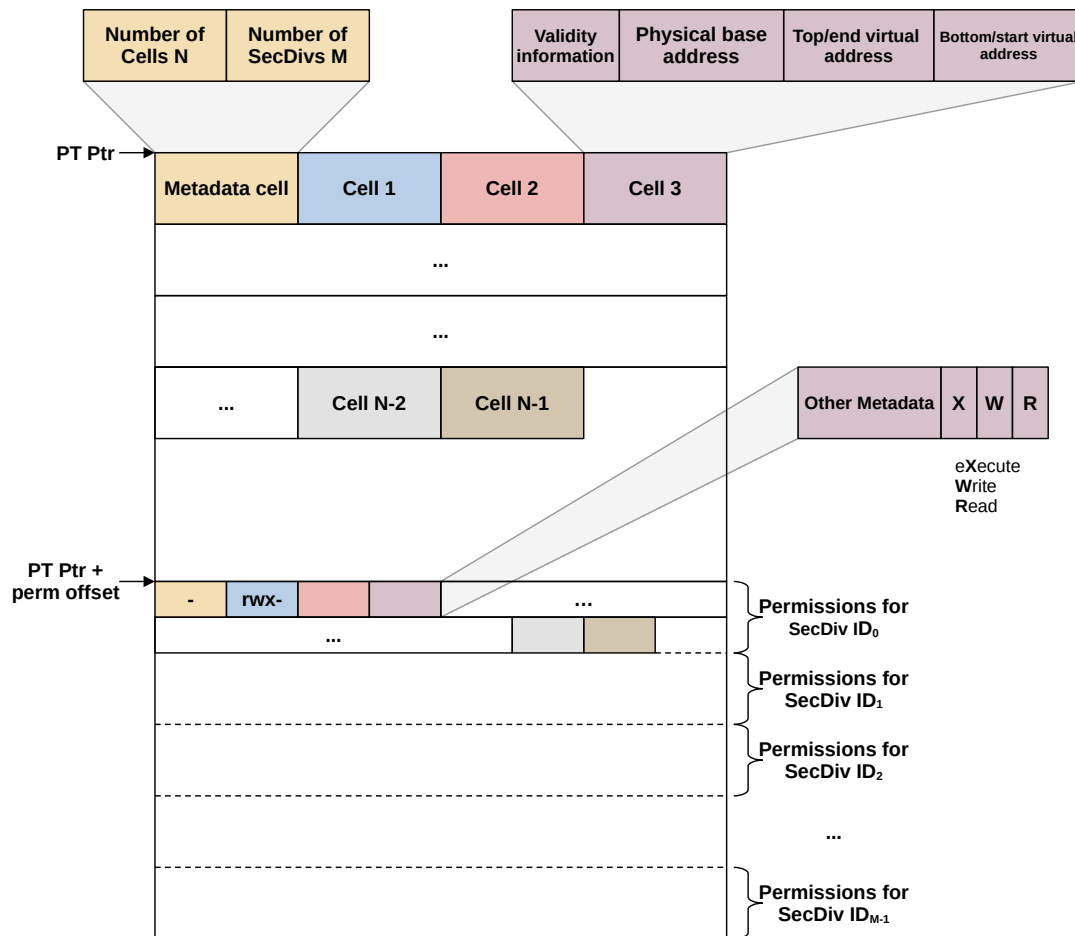 Number of
Cells N
Number of
SecDivs M
Validity
information
Physical base
address
Top/end virtual
address
Bottom/start virtual
address
PT Ptr
Metadata cell
Cell 1
Cell 2
Cell 3
...
...
...
Cell N-2
Cell N-1
Other Metadata
X
W
R
eXecute
Write
Read
PT Ptr +
perm offset
-
rwx-
...
...
Permissions for
SecDiv ID₀
Permissions for
SecDiv ID₁
Permissions for
SecDiv ID₂
...
Permissions for
SecDiv ID_M-1